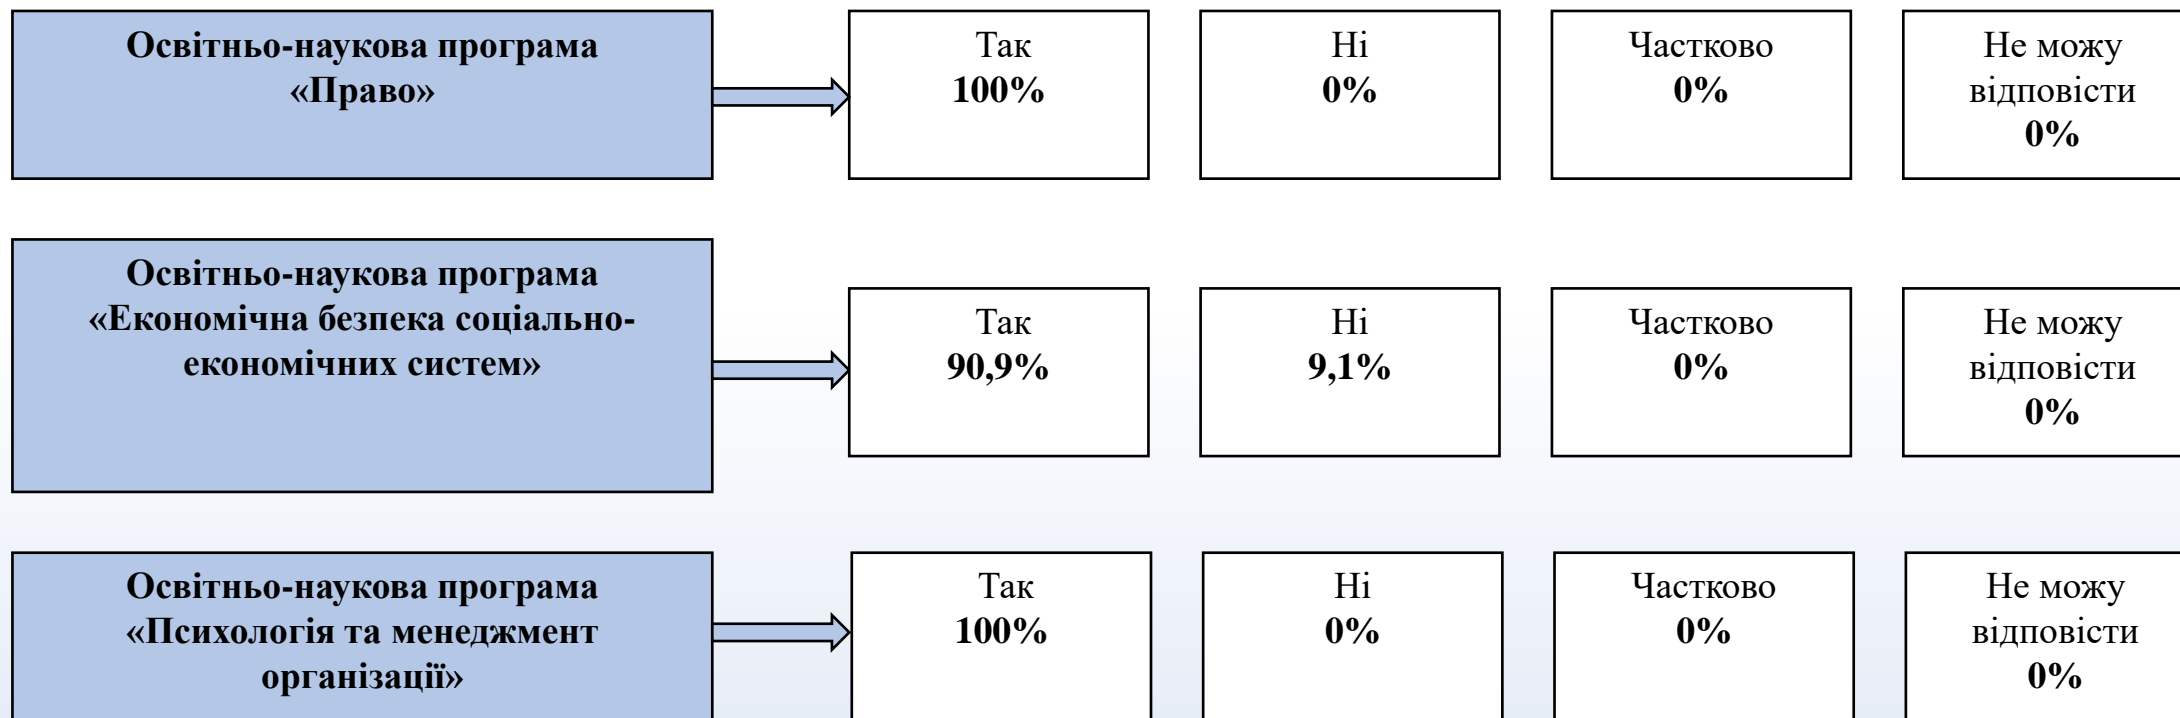 Освітньо-наукова програма
«Право»
Так
100%
Ні
0%
Частково
0%
Не можу
відповісти
0%
Освітньо-наукова програма
«Економічна безпека соціально-
економічних систем»
Так
90,9%
Ні
9,1%
Частково
0%
Не можу
відповісти
0%
Освітньо-наукова програма
«Психологія та менеджмент
організації»
Так
100%
Ні
0%
Частково
0%
Не можу
відповісти
0%